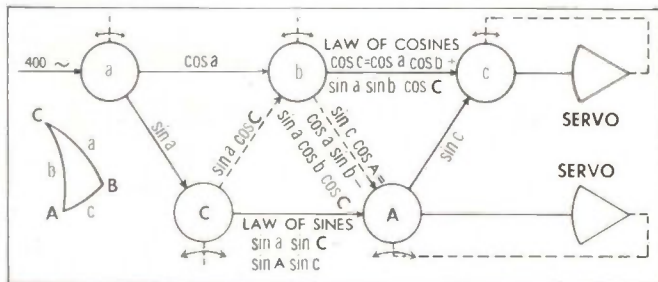 400 ~
a
cos a
b
LAW OF COSINES
cos c=cos a cos b +
sin a sin b cos C
c
SERVO
sin a
sin a cos C
sin c cos A =
cos a sin b –
sin a cos b cos C
sin c
C
a
b
B
A
c
C
LAW OF SINES
sin a sin C
sin A sin c
A
SERVO